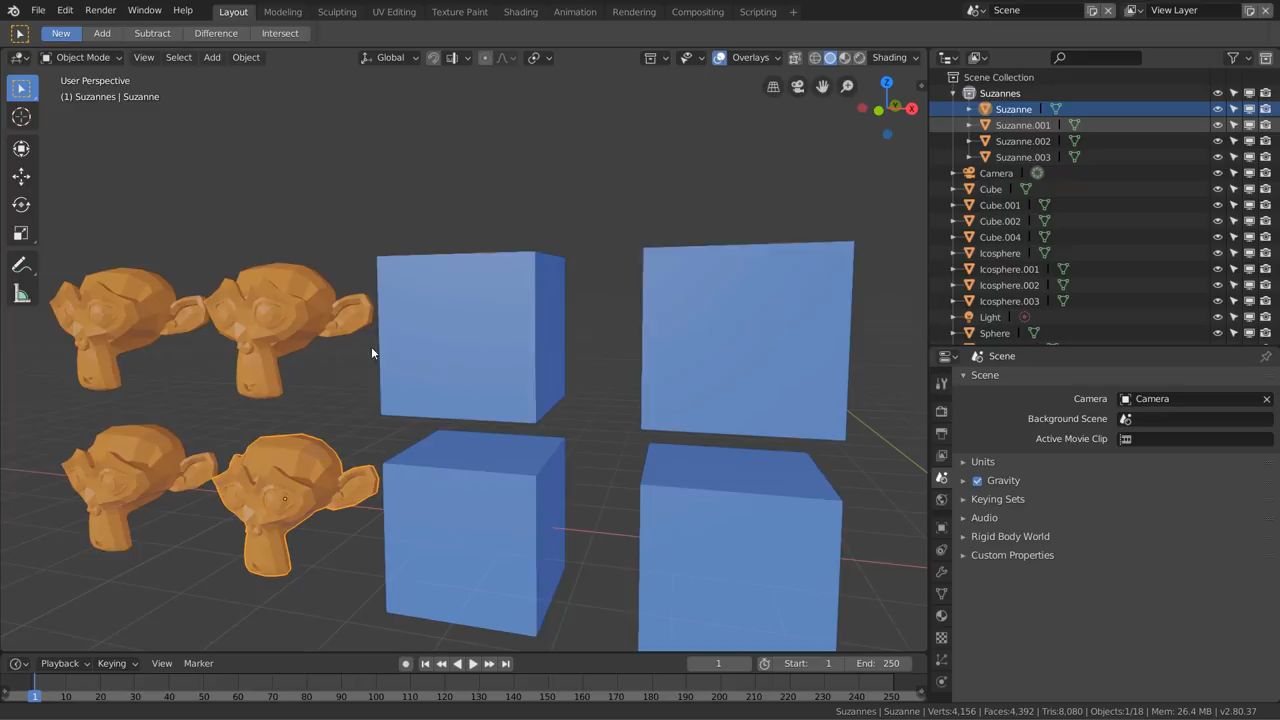 File Edit Render Window Help Layout Modeling Sculpting UV Editing Texture Paint Shading Animation Rendering Compositing Scripting + Scene View Layer
New Add Subtract Difference Intersect
Object Mode View Select Add Object Global Overlays Shading
User Perspective
(1) Suzannes | Suzanne
Z
Y
X
Scene Collection
Suzannes
Suzanne
Suzanne.001
Suzanne.002
Suzanne.003
Camera
Cube
Cube.001
Cube.002
Cube.004
Icosphere
Icosphere.001
Icosphere.002
Icosphere.003
Light
Sphere
Scene
Scene
Camera Camera
Background Scene
Active Movie Clip
Units
Gravity
Keying Sets
Audio
Rigid Body World
Custom Properties
Playback Keying View Marker 1 Start: 1 End: 250
1 10 20 30 40 50 60 70 80 90 100 110 120 130 140 150 160 170 180 190 200 210 220 230 240 250
Suzannes | Suzanne | Verts:4,156 | Faces:4,392 | Tris:8,080 | Objects:1/18 | Mem: 26.4 MB | v2.80.37